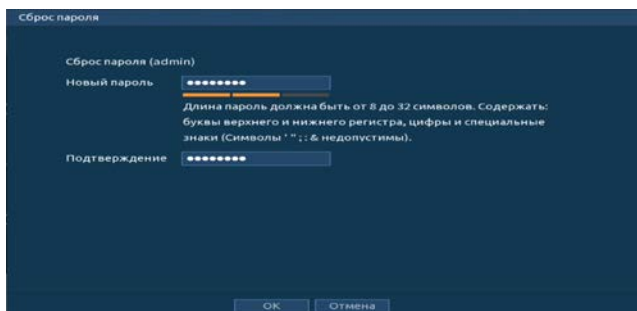 Сброс пароля
Сброс пароля (admin)
Новый пароль ●●●●●●●●
Длина пароль должна быть от 8 до 32 символов. Содержать:
буквы верхнего и нижнего регистра, цифры и специальные
знаки (Символы ' " ; : & недопустимы).
Подтверждение ●●●●●●●●
OK Отмена